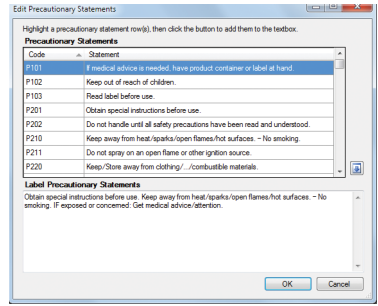 Edit Precautionary Statements
Highlight a precautionary statement row(s), then click the button to add them to the textbox.
Precautionary Statements
Code Statement
P101 If medical advice is needed, have product container or label at hand.
P102 Keep out of reach of children.
P103 Read label before use.
P201 Obtain special instructions before use.
P202 Do not handle until all safety precautions have been read and understood.
P210 Keep away from heat/sparks/open flames/hot surfaces. – No smoking.
P211 Do not spray on an open flame or other ignition source.
P220 Keep/Store away from clothing/.../combustible materials.
Label Precautionary Statements
Obtain special instructions before use. Keep away from heat/sparks/open flames/hot surfaces. – No
smoking. IF exposed or concerned: Get medical advice/attention.
OK Cancel